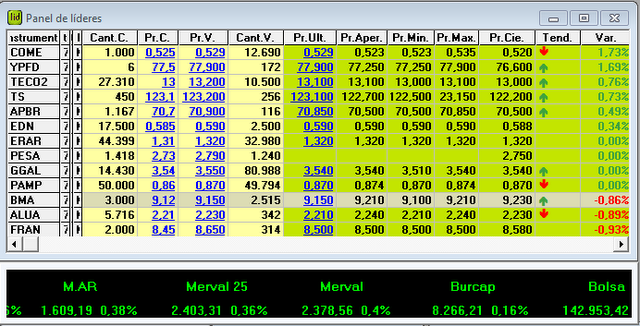 lid Panel de líderes
nstrument 7 l Cant.C. Pr.C. Pr.V. Cant.V. Pr.Ult. Pr.Aper. Pr.Min. Pr.Max. Pr.Cie. Tend. Var.
COME 7 1.000 0,525 0,529 12.690 0,529 0,523 0,523 0,535 0,520 1,73%
YPFD 7 6 77,5 77,900 172 77,900 77,250 77,250 77,900 76,600 1,69%
TECO2 7 27.310 13 13,200 10.500 13,100 13,100 13,000 13,100 13,000 0,76%
TS 7 450 123,1 123,200 256 123,100 122,700 122,500 23,150 122,200 0,73%
APBR 7 1.167 70,7 70,900 116 70,850 70,500 70,500 70,850 70,500 0,49%
EDN 7 17.500 0,585 0,590 2.500 0,590 0,590 0,590 0,590 0,588 0,34%
ERAR 7 44.399 1,31 1,320 32.980 1,320 1,320 1,320 1,320 1,320 0,00%
PESA 7 1.418 2,73 2,790 1.240 2,750 0,00%
GGAL 7 14.430 3,54 3,550 80.988 3,540 3,540 3,510 3,540 3,540 0,00%
PAMP 7 50.000 0,86 0,870 49.794 0,870 0,874 0,870 0,874 0,870 0,00%
BMA 7 3.000 9,12 9,150 2.515 9,150 9,210 9,100 9,210 9,230 -0,86%
ALUA 7 5.716 2,21 2,230 342 2,210 2,240 2,210 2,240 2,230 -0,89%
FRAN 7 2.000 8,45 8,650 314 8,500 8,500 8,500 8,500 8,580 -0,93%
M.AR Merval 25 Merval Burcap Bolsa
6% 1.609,19 0,38% 2.403,31 0,36% 2.378,56 0,4% 8.266,21 0,16% 142.953,42